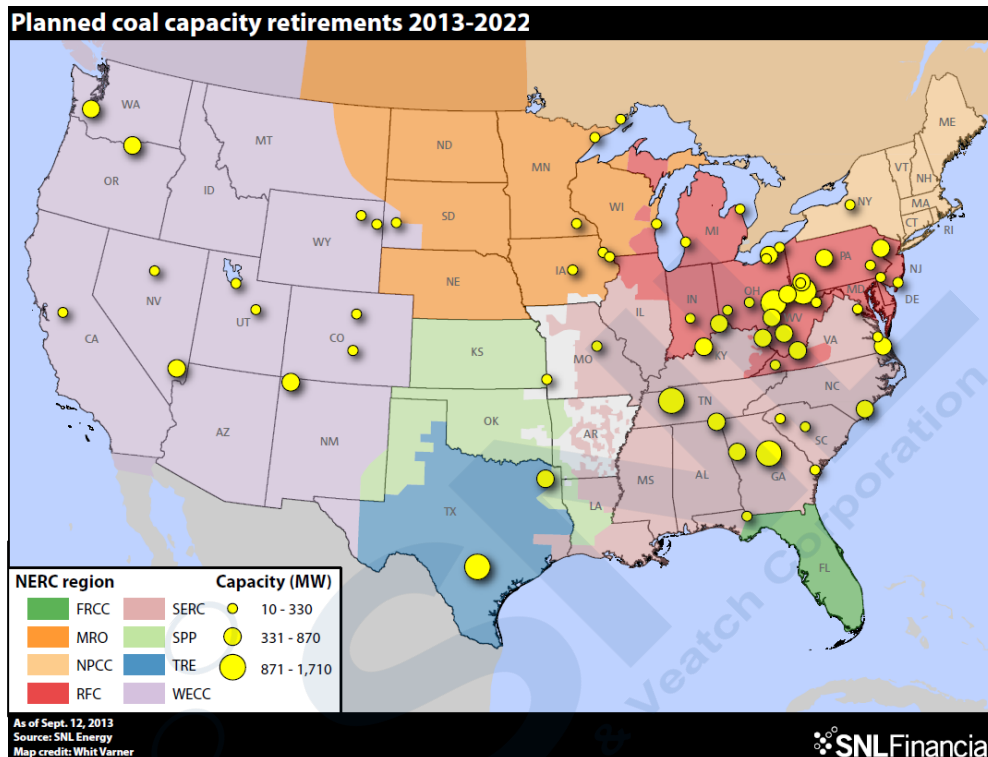 Planned coal capacity retirements 2013-2022
WA
MT
ND
MN
ME
OR
ID
SD
WI
MI
VT
NH
NY
MA
CT
RI
WY
NE
IA
PA
NJ
NV
UT
CO
IL
IN
OH
MD
DE
CA
KS
MO
KY
WV
VA
AZ
NM
OK
AR
TN
NC
SC
TX
LA
MS
AL
GA
FL
NERC region
FRCC
MRO
NPCC
RFC
SERC
SPP
TRE
WECC
Capacity (MW)
10 - 330
331 - 870
871 - 1,710
& Veatch Corporation
As of Sept. 12, 2013
Source: SNL Energy
Map credit: Whit Varner
SNLFinancia